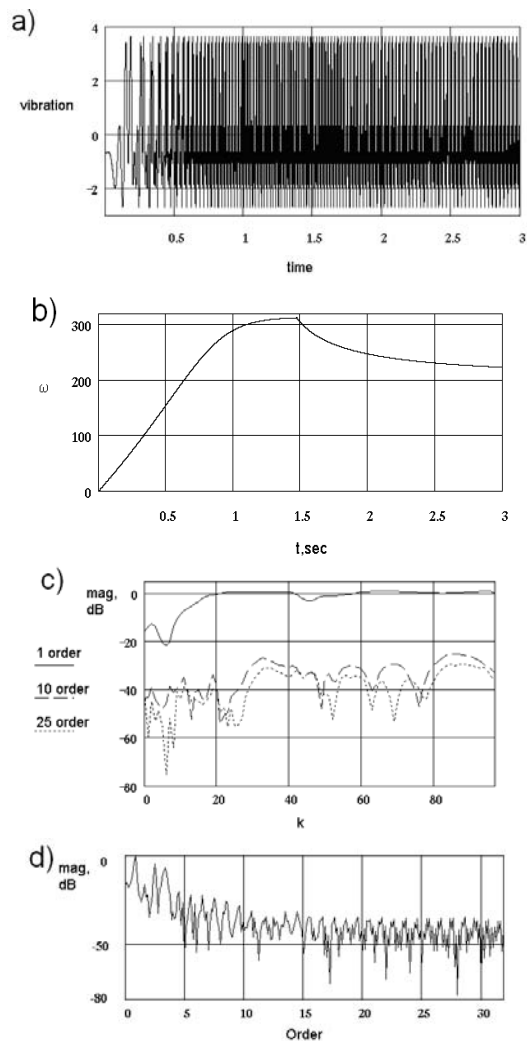 a)
4
2
vibration
0
-2
0.5 1 1.5 2 2.5 3
time
b)
300
200
ω
100
0
0.5 1 1.5 2 2.5 3
t,sec
c)
mag, dB
0
-20
-40
-60
-80
1 order
10 order
25 order
0 20 40 60 80
k
d)
mag, dB
0
-50
-80
0 5 10 15 20 25 30
Order